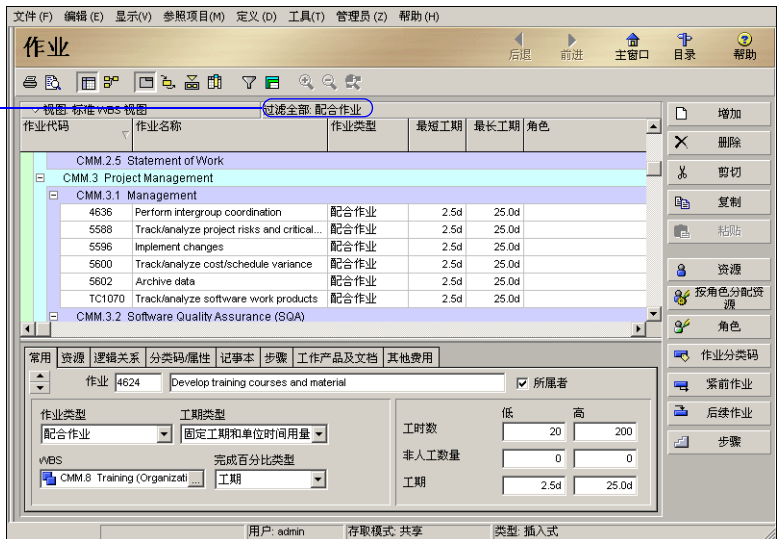 文件(F) 编辑(E) 显示(V) 参照项目(M) 定义(D) 工具(T) 管理员(Z) 帮助(H)
作业
后退 前进 主窗口 目录 帮助
视图: 标准 WBS 视图 过滤全部: 配合作业
作业代码 作业名称 作业类型 最短工期 最长工期 角色
CMM.2.5 Statement of Work
CMM.3 Project Management
CMM.3.1 Management
4636 Perform intergroup coordination 配合作业 2.5d 25.0d
5588 Track/analyze project risks and critical... 配合作业 2.5d 25.0d
5596 Implement changes 配合作业 2.5d 25.0d
5600 Track/analyze cost/schedule variance 配合作业 2.5d 25.0d
5602 Archive data 配合作业 2.5d 25.0d
TC1070 Track/analyze software work products 配合作业 2.5d 25.0d
CMM.3.2 Software Quality Assurance (SQA)
增加
删除
剪切
复制
粘贴
资源
按角色分配资源
角色
作业分类码
紧前作业
后续作业
步骤
常用 资源 逻辑关系 分类码/属性 记事本 步骤 工作产品及文档 其他费用
作业 4624 Develop training courses and material 所属者
作业类型 工期类型
配合作业 固定工期和单位时间用量
WBS 完成百分比类型
CMM.8 Training (Organizati ... 工期
低 高
工时数 20 200
非人工数量 0 0
工期 2.5d 25.0d
用户: admin 存取模式: 共享 类型: 插入式